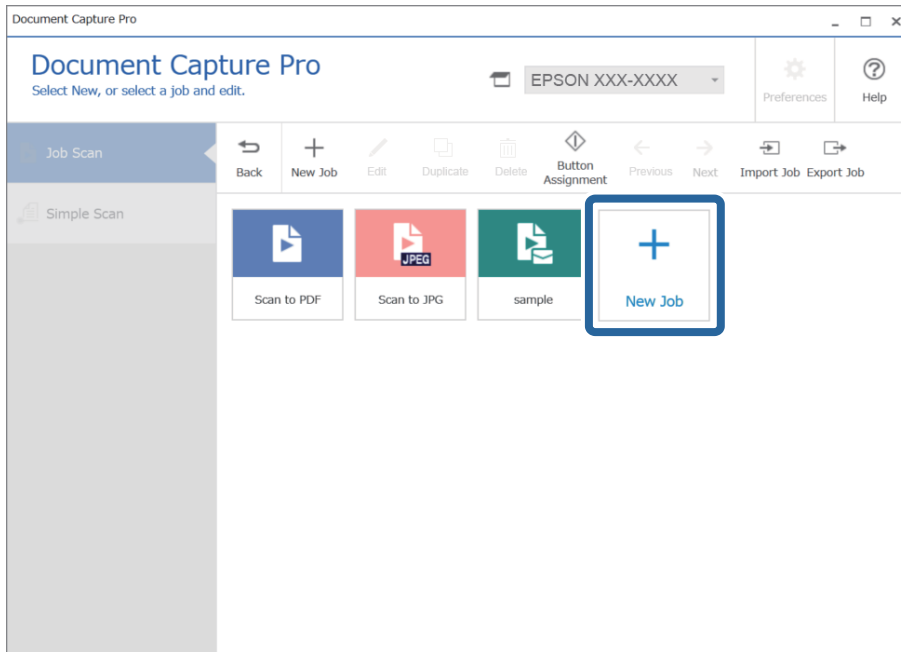 Document Capture Pro
Document Capture Pro
Select New, or select a job and edit.
EPSON XXX-XXXX
Preferences
Help
Job Scan
Simple Scan
Back
New Job
Edit
Duplicate
Delete
Button
Assignment
Previous
Next
Import Job
Export Job
JPEG
Scan to PDF
Scan to JPG
sample
New Job